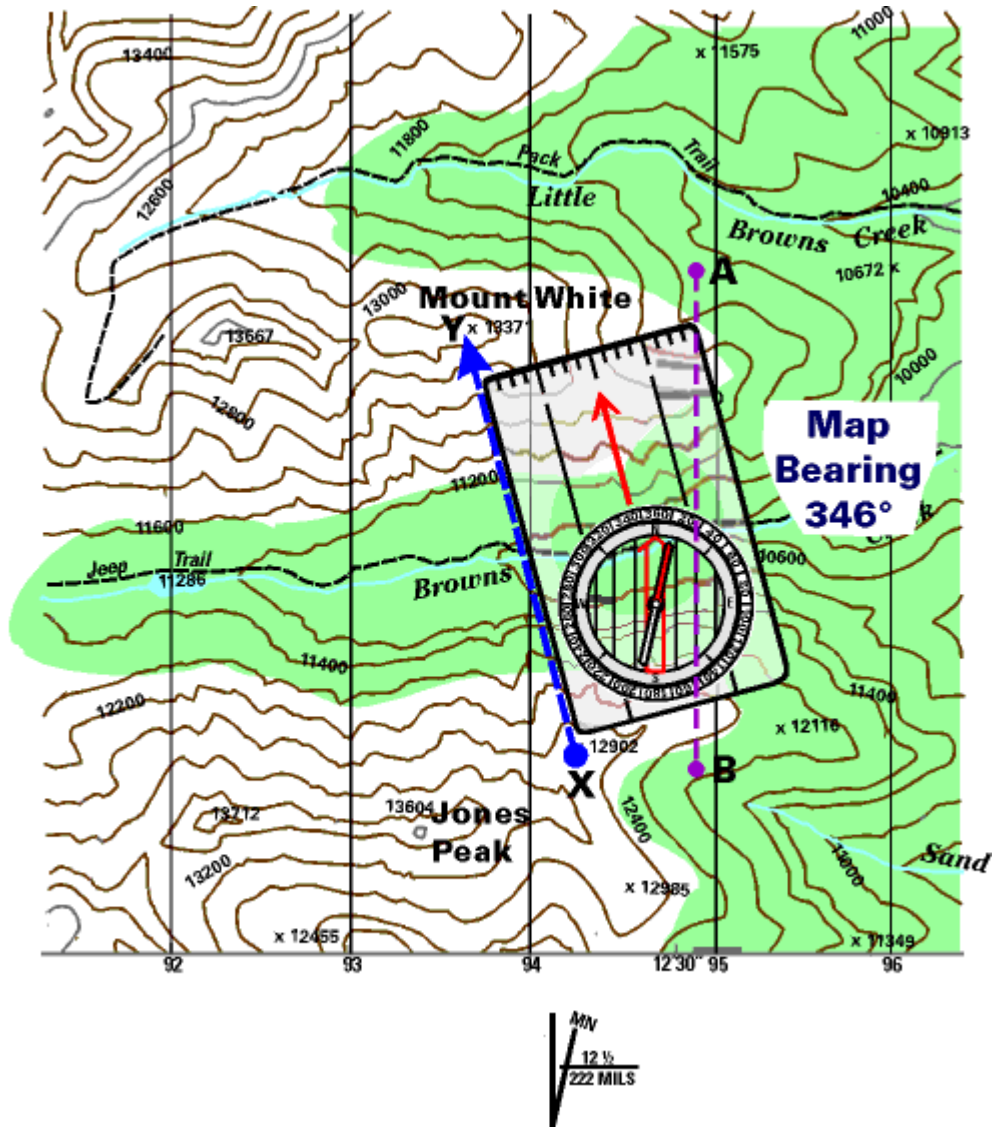 13400
x 11575
11000
11800
Pack
Trail
x 10913
12600
Little
10400
Browns Creek
10672 x
A
13000
Mount White
Y
x 13371
13667
10000
12800
Map
Bearing
346°
11200
11600
Jeep Trail
11286
Browns
10600
N
W
E
S
11400
11400
12200
x 12116
12902
X
B
13712
13604
Jones
Peak
12400
13200
11000
Sand
x 12985
x 12455
x 11349
92
93
94
12'30"
95
96
MN
12 ½
222 MILS